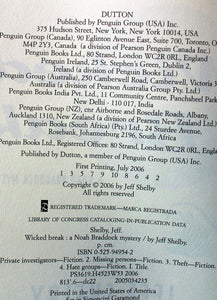 DUTTON
Published by Penguin Group (USA) Inc.
375 Hudson Street, New York, New York 10014, USA
Penguin Group (Canada), 90 Eglinton Avenue East, Suite 700, Toronto, O
M4P 2Y3, Canada (a division of Pearson Penguin Canada Inc.)
Penguin Books Ltd., 80 Strand, London WC2R 0RL, England
Penguin Ireland, 25 St. Stephen's Green, Dublin 2,
Ireland (a division of Penguin Books Ltd.)
Penguin Group (Australia), 250 Camberwell Road, Camberwell, Victoria 3
Australia (a division of Pearson Australia Group Pty Ltd.)
Penguin Books India Pvt. Ltd., 11 Community Centre, Panchsheel Park
New Delhi - 110 017, India
Penguin Group (NZ), cnr Airborne and Rosedale Roads, Albany,
Auckland 1310, New Zealand (a division of Pearson New Zealand Ltd.)
Penguin Books (South Africa) (Pty.) Ltd., 24 Sturdee Avenue,
Rosebank, Johannesburg 2196, South Africa
Penguin Books Ltd., Registered Offices: 80 Strand, London WC2R 0RL, England
Published by Dutton, a member of Penguin Group (USA) Inc.
First Printing, July 2006
1 3 5 7 9 10 8 6 4 2
Copyright © 2006 by Jeff Shelby
All rights reserved
REGISTERED TRADEMARK—MARCA REGISTRADA
LIBRARY OF CONGRESS CATALOGING-IN-PUBLICATION DATA
Shelby, Jeff.
Wicked break : a Noah Braddock mystery / by Jeff Shelby.
p. cm.
ISBN 0-525-94954-2
Private investigators—Fiction. 2. Missing persons—Fiction. 3. Theft—Fiction.
4. Hate groups—Fiction. I. Title.
PS3619.H4523W53 2006
813'.6—dc22
Printed in the United States of America
Set in Simoncini Garamond